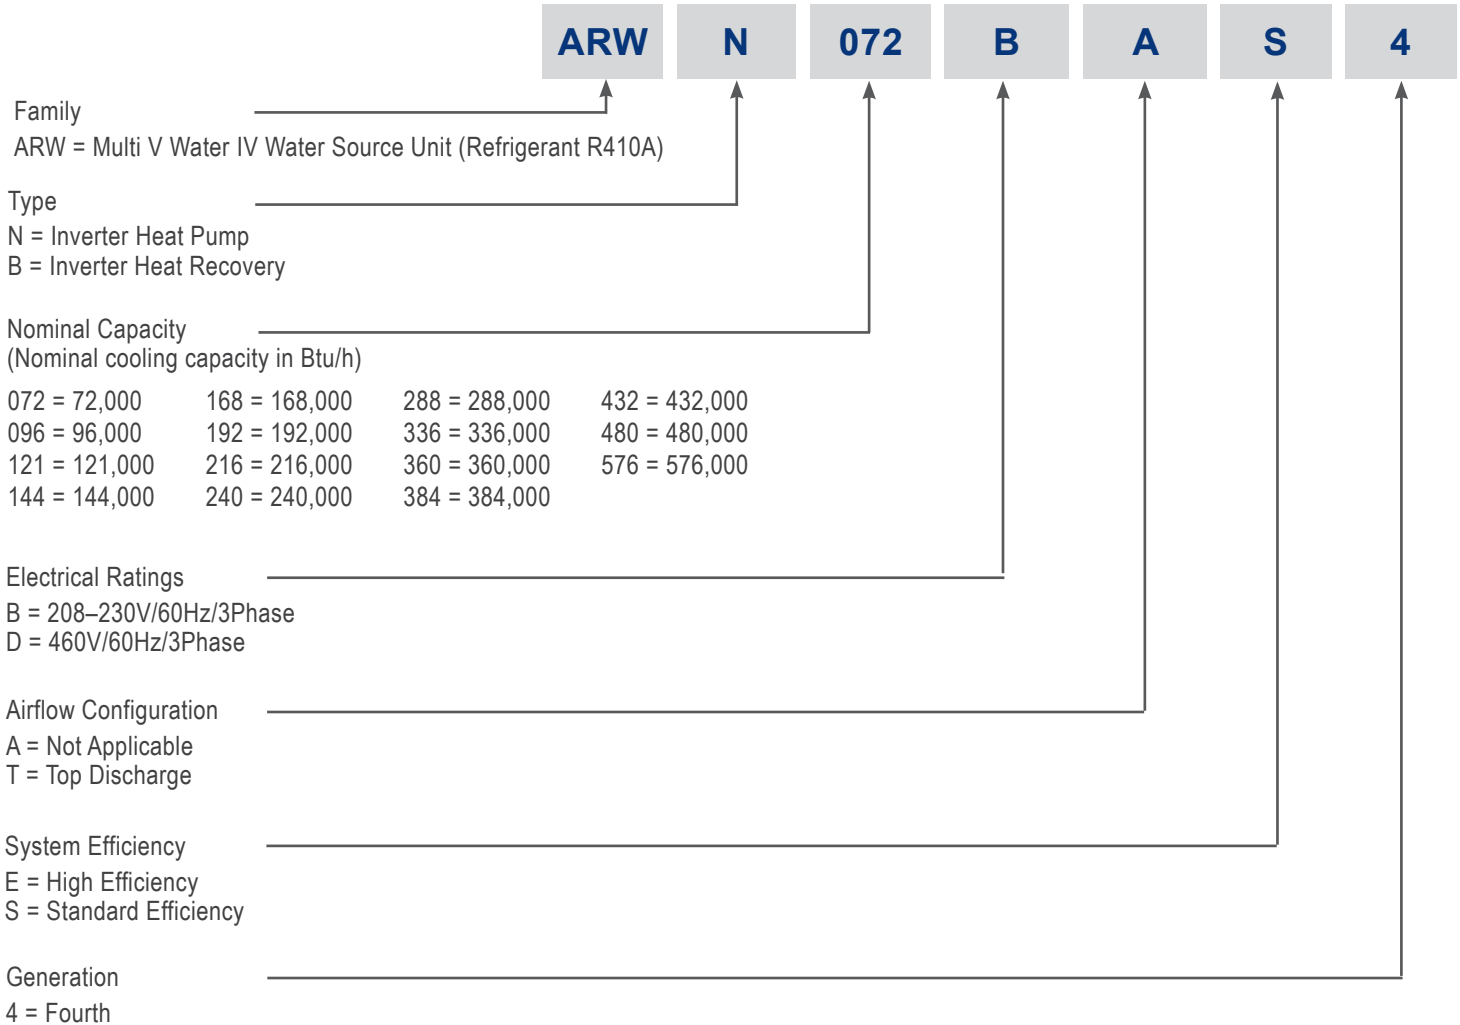 ARW N 072 B A S 4
Family
ARW = Multi V Water IV Water Source Unit (Refrigerant R410A)
Type
N = Inverter Heat Pump
B = Inverter Heat Recovery
Nominal Capacity
(Nominal cooling capacity in Btu/h)
072 = 72,000 168 = 168,000 288 = 288,000 432 = 432,000
096 = 96,000 192 = 192,000 336 = 336,000 480 = 480,000
121 = 121,000 216 = 216,000 360 = 360,000 576 = 576,000
144 = 144,000 240 = 240,000 384 = 384,000
Electrical Ratings
B = 208–230V/60Hz/3Phase
D = 460V/60Hz/3Phase
Airflow Configuration
A = Not Applicable
T = Top Discharge
System Efficiency
E = High Efficiency
S = Standard Efficiency
Generation
4 = Fourth